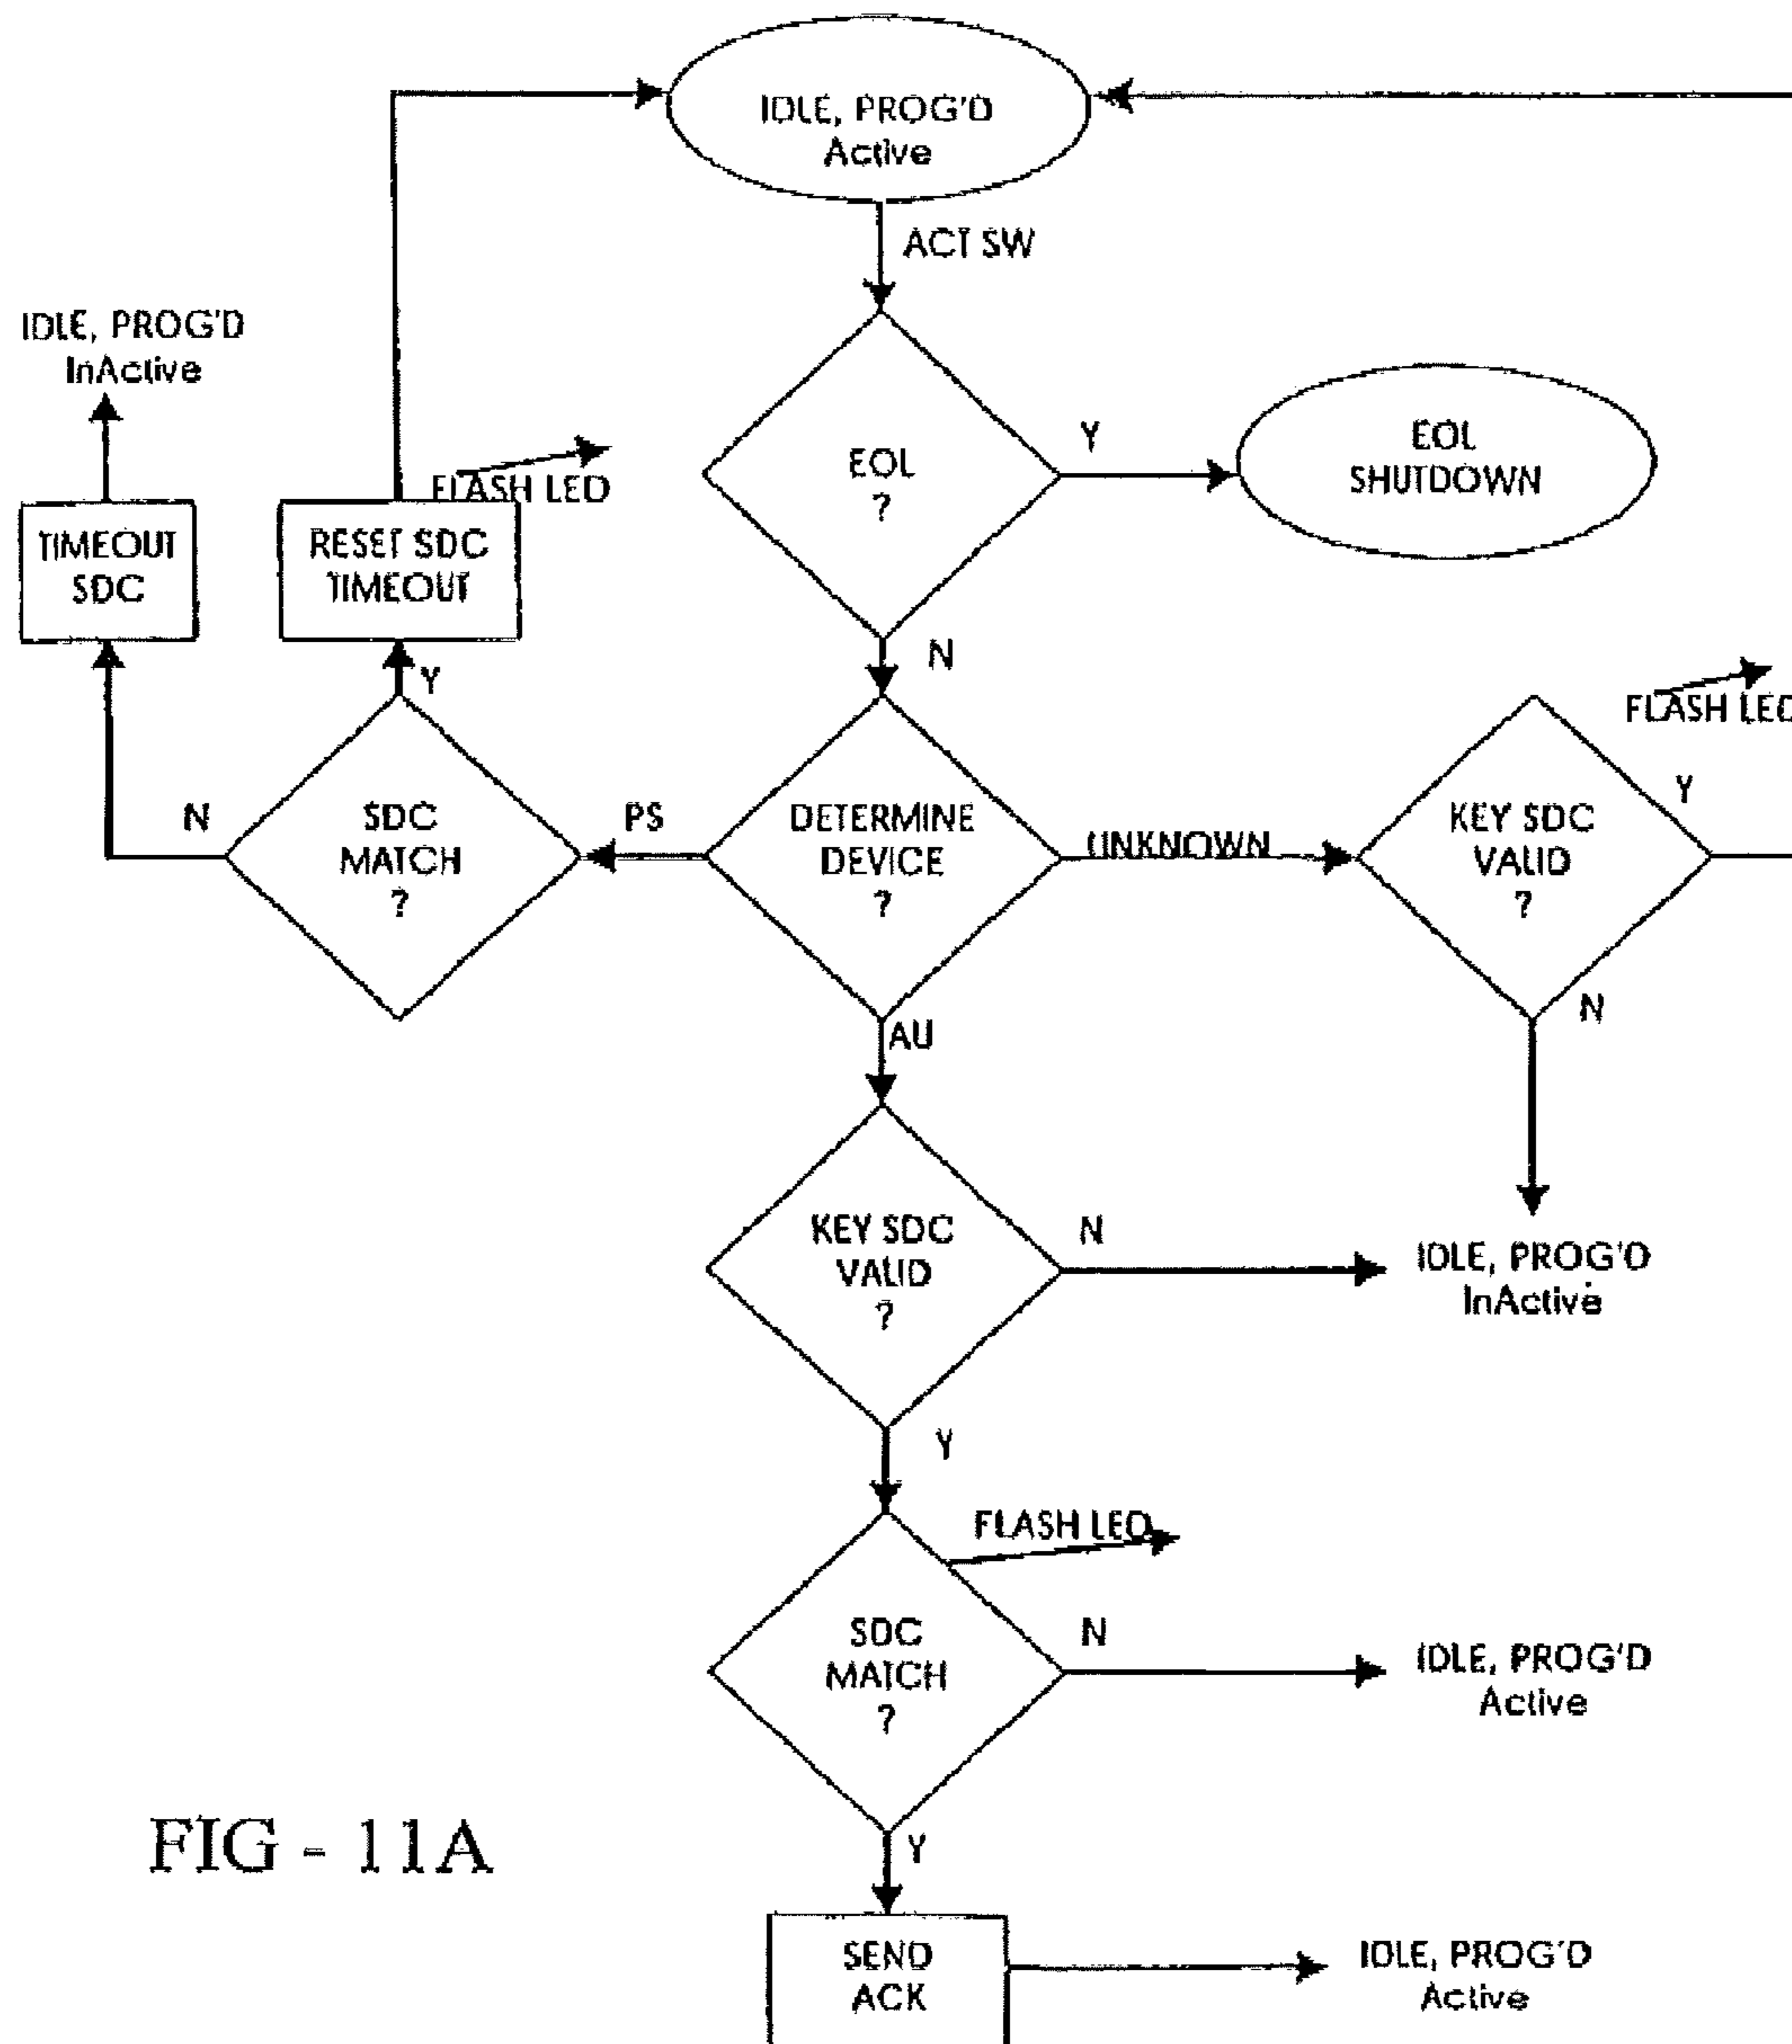 IDLE, PROG'D
Active
ACT SW
IDLE, PROG'D
InActive
EOL
?
Y
EOL
SHUTDOWN
FLASH LED
TIMEOUT
SDC
RESET SDC
TIMEOUT
N
Y
FLASH LED
N
SDC
MATCH
?
PS
DETERMINE
DEVICE
?
UNKNOWN
KEY SDC
VALID
?
Y
N
AU
KEY SDC
VALID
?
N
IDLE, PROG'D
InActive
Y
FLASH LED
SDC
MATCH
?
N
IDLE, PROG'D
Active
Y
FIG - 11A
SEND
ACK
IDLE, PROG'D
Active